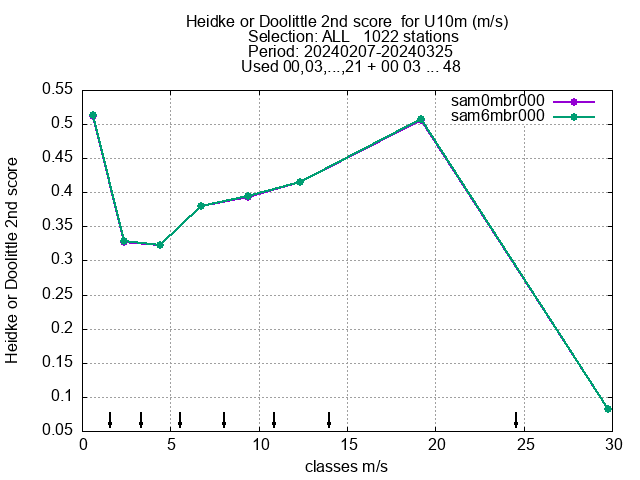 Heidke or Doolittle 2nd score  for U10m (m/s)
Selection: ALL   1022 stations
Period: 20240207-20240325
Used 00,03,...,21 + 00 03 ... 48
sam0mbr000
sam6mbr000
Heidke or Doolittle 2nd score
0.55
0.5
0.45
0.4
0.35
0.3
0.25
0.2
0.15
0.1
0.05
0 5 10 15 20 25 30
classes m/s